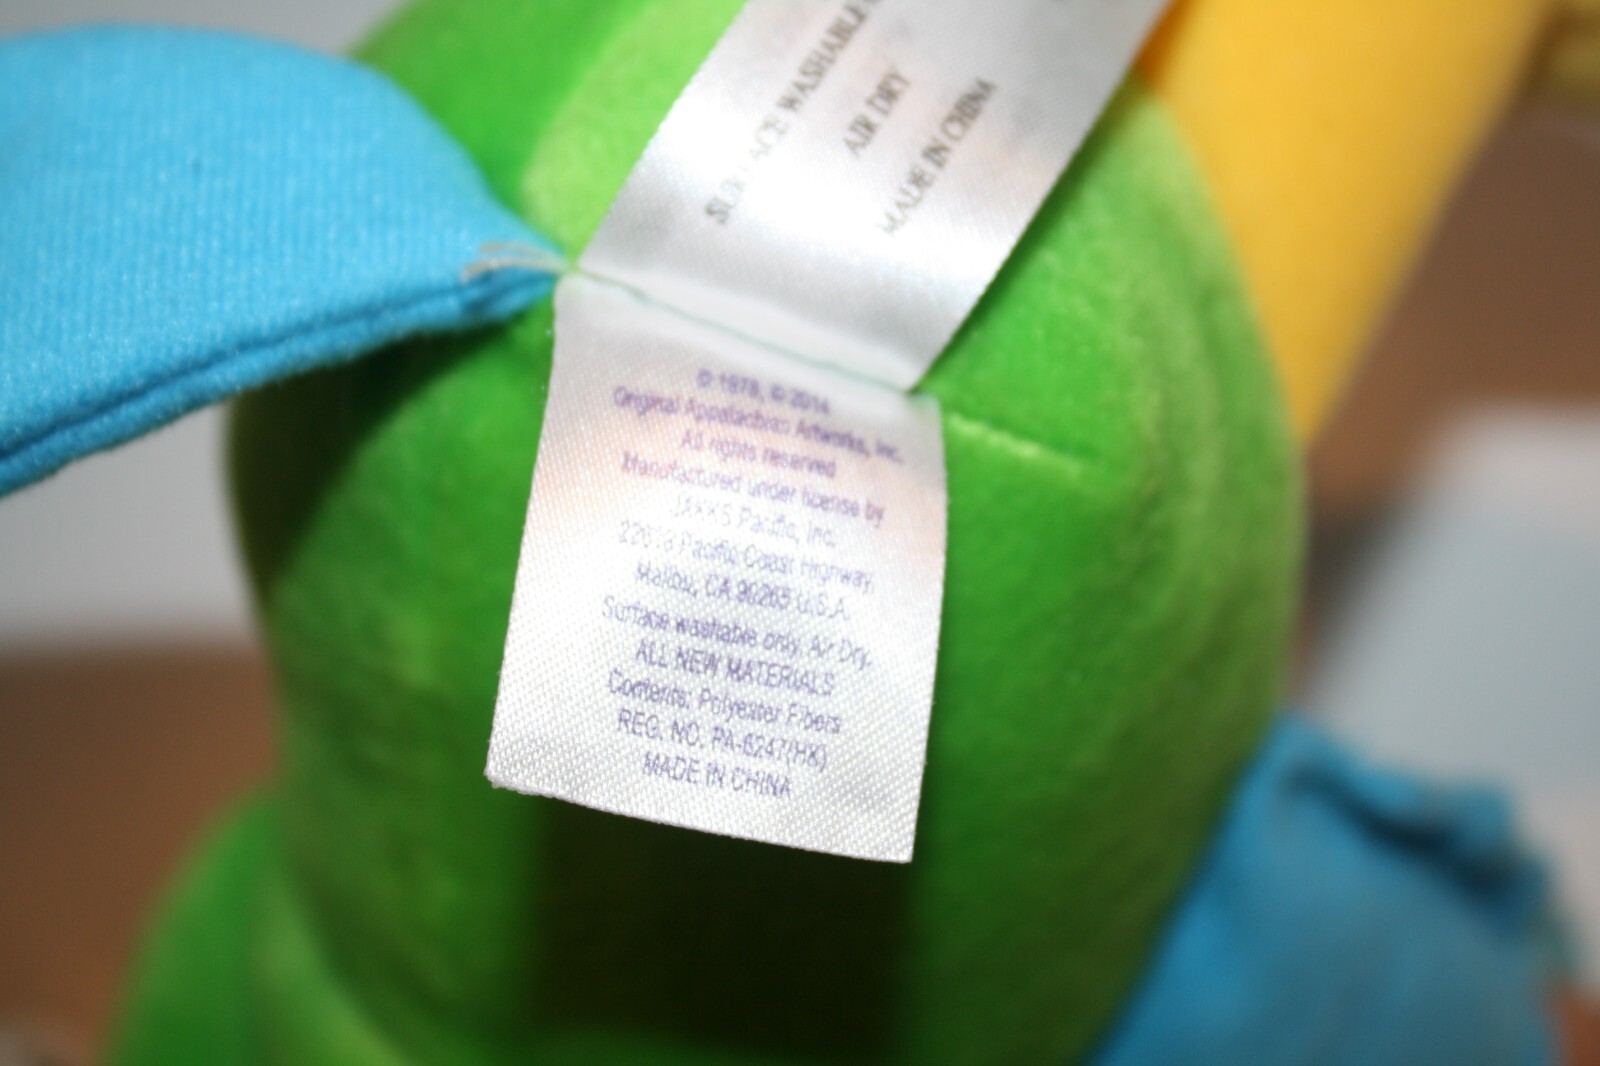 SURFACE WASHABLE
AIR DRY
MADE IN CHINA
© 1978, © 2014
Original Appalachian Artworks, Inc.
All rights reserved
Manufactured under license by
JAKKS Pacific, Inc.
22619 Pacific Coast Highway,
Malibu, CA 90265 U.S.A.
Surface washable only, Air Dry.
ALL NEW MATERIALS
Contents: Polyester Fibers
REG. NO. PA-6247(HK)
MADE IN CHINA